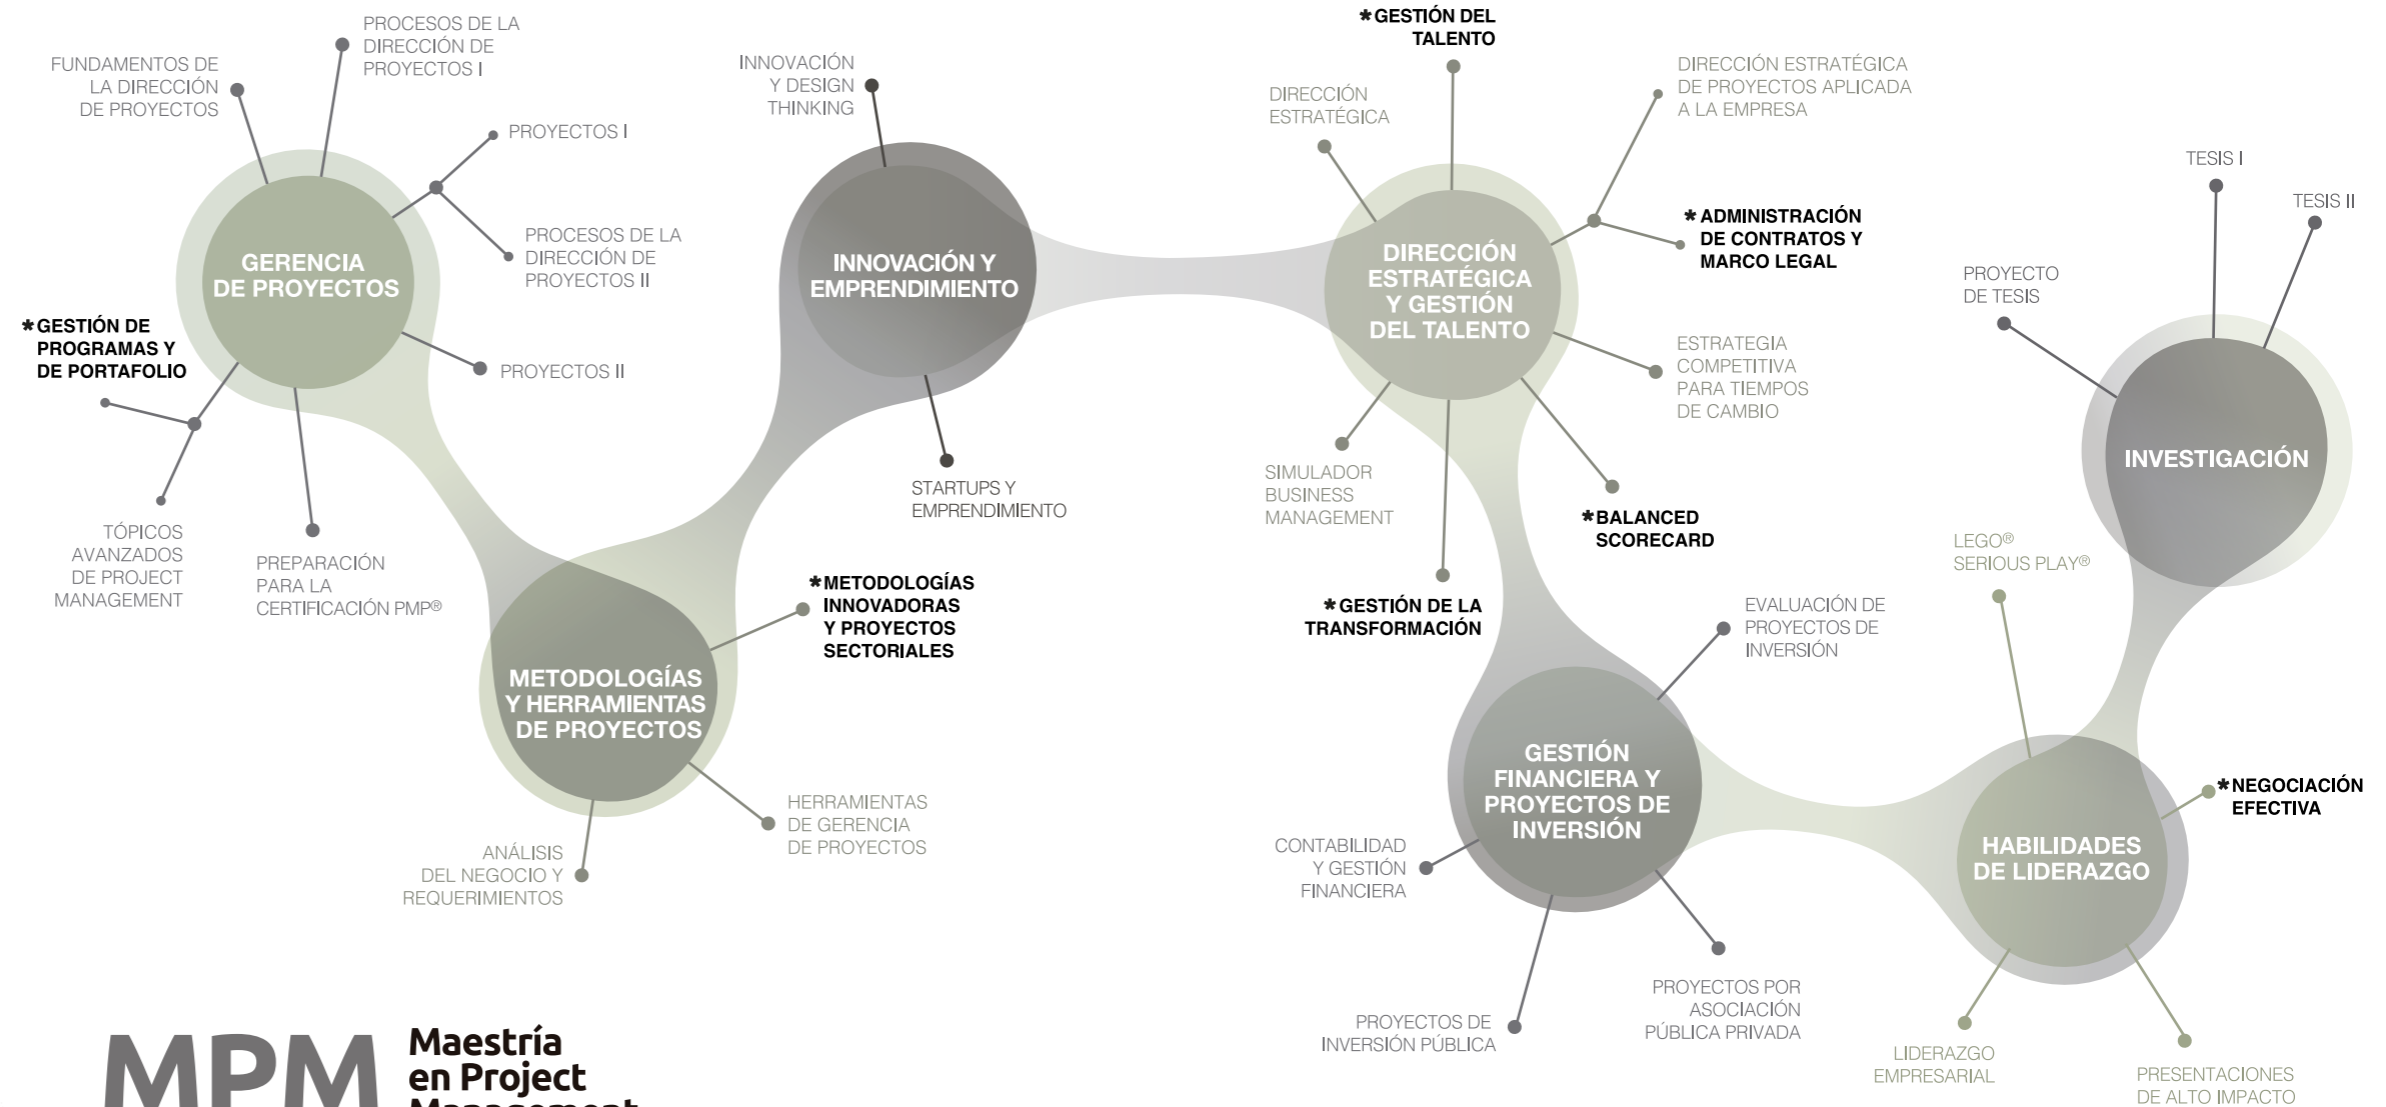 PROCESOS DE LA
DIRECCIÓN DE
PROYECTOS I
FUNDAMENTOS DE
LA DIRECCIÓN
DE PROYECTOS
PROYECTOS I
PROCESOS DE LA
DIRECCIÓN DE
PROYECTOS II
GERENCIA
DE PROYECTOS
*GESTIÓN DE
PROGRAMAS Y
DE PORTAFOLIO
PROYECTOS II
TÓPICOS
AVANZADOS
DE PROJECT
MANAGEMENT
PREPARACIÓN
PARA LA
CERTIFICACIÓN PMP®
INNOVACIÓN
Y DESIGN
THINKING
INNOVACIÓN Y
EMPRENDIMIENTO
STARTUPS Y
EMPRENDIMIENTO
*METODOLOGÍAS
INNOVADORAS
Y PROYECTOS
SECTORIALES
METODOLOGÍAS
Y HERRAMIENTAS
DE PROYECTOS
HERRAMIENTAS
DE GERENCIA
DE PROYECTOS
ANÁLISIS
DEL NEGOCIO Y
REQUERIMIENTOS
*GESTIÓN DEL
TALENTO
DIRECCIÓN
ESTRATÉGICA
DIRECCIÓN ESTRATÉGICA
DE PROYECTOS APLICADA
A LA EMPRESA
*ADMINISTRACIÓN
DE CONTRATOS Y
MARCO LEGAL
DIRECCIÓN
ESTRATÉGICA
Y GESTIÓN
DEL TALENTO
ESTRATEGIA
COMPETITIVA
PARA TIEMPOS
DE CAMBIO
SIMULADOR
BUSINESS
MANAGEMENT
*BALANCED
SCORECARD
*GESTIÓN DE LA
TRANSFORMACIÓN
EVALUACIÓN DE
PROYECTOS DE
INVERSIÓN
GESTIÓN
FINANCIERA Y
PROYECTOS DE
INVERSIÓN
CONTABILIDAD
Y GESTIÓN
FINANCIERA
PROYECTOS DE
INVERSIÓN PÚBLICA
PROYECTOS POR
ASOCIACIÓN
PÚBLICA PRIVADA
TESIS I
TESIS II
PROYECTO
DE TESIS
INVESTIGACIÓN
LEGO®
SERIOUS PLAY®
*NEGOCIACIÓN
EFECTIVA
HABILIDADES
DE LIDERAZGO
LIDERAZGO
EMPRESARIAL
PRESENTACIONES
DE ALTO IMPACTO
MPM
Maestría
en Project
Management